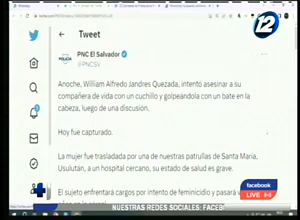 12
Tweet
PNC El Salvador
@PNCSV
Anoche, William Alfredo Jandres Quezada, intento asesinar a su
compañera de vida con un cuchillo y golpeándola con un bate en la
cabeza, luego de una discusión.
Hoy fue capturado.
La mujer fue trasladada por una de nuestras patrullas de Santa María,
Usulután, a un hospital cercano, su estado de salud es grave.
El sujeto enfrentará cargos por intento de feminicidio y pasará
facebook
LIVE
NUESTRAS REDES SOCIALES: FACEB